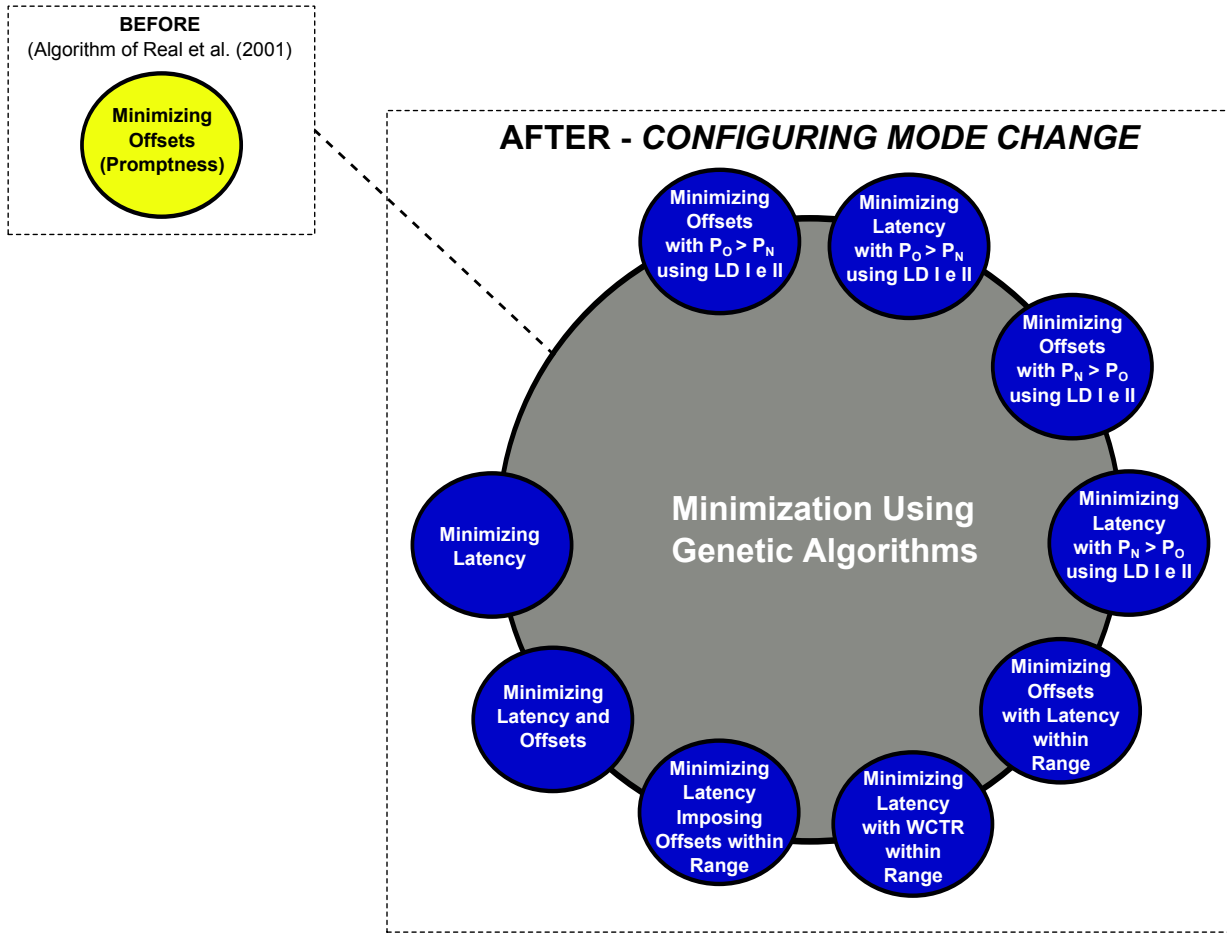 BEFORE
(Algorithm of Real et al. (2001)
Minimizing
Offsets
(Promptness)
AFTER - CONFIGURING MODE CHANGE
Minimizing
Offsets
with PO > PN
using LD I e II
Minimizing
Latency
with PO > PN
using LD I e II
Minimizing
Offsets
with PN > PO
using LD I e II
Minimizing
Latency
with PN > PO
using LD I e II
Minimizing
Offsets
with Latency
within
Range
Minimizing
Latency
with WCTR
within
Range
Minimizing
Latency
Imposing
Offsets within
Range
Minimizing
Latency and
Offsets
Minimizing
Latency
Minimization Using
Genetic Algorithms